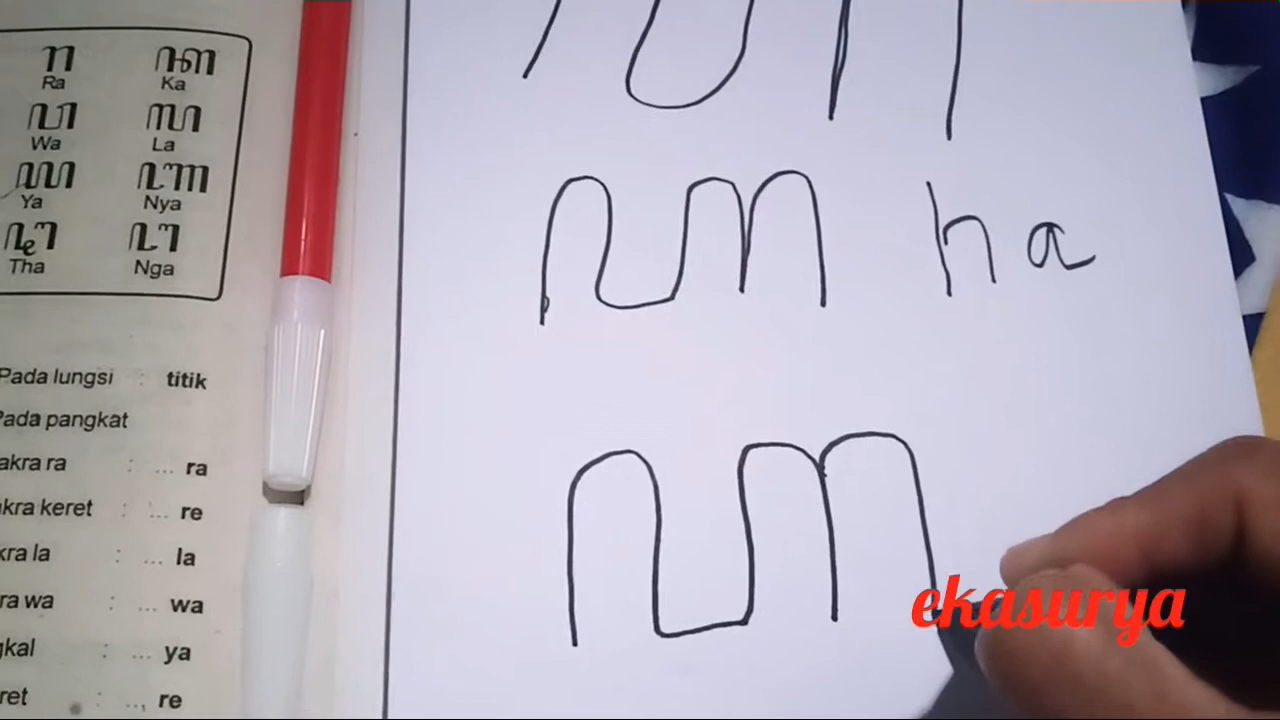 ꦫ ꦏ
Ra Ka
ꦮ ꦭ
Wa La
ꦪ ꦚ
Ya Nya
ꦛ ꦔ
Tha Nga
Pada lungsi : titik
Pada pangkat
akra ra : ... ra
akra keret : ... re
kra la : ... la
ra wa : ... wa
gkal : ... ya
ret : ..., re
ꦲ ha
ꦲ
ekasurya